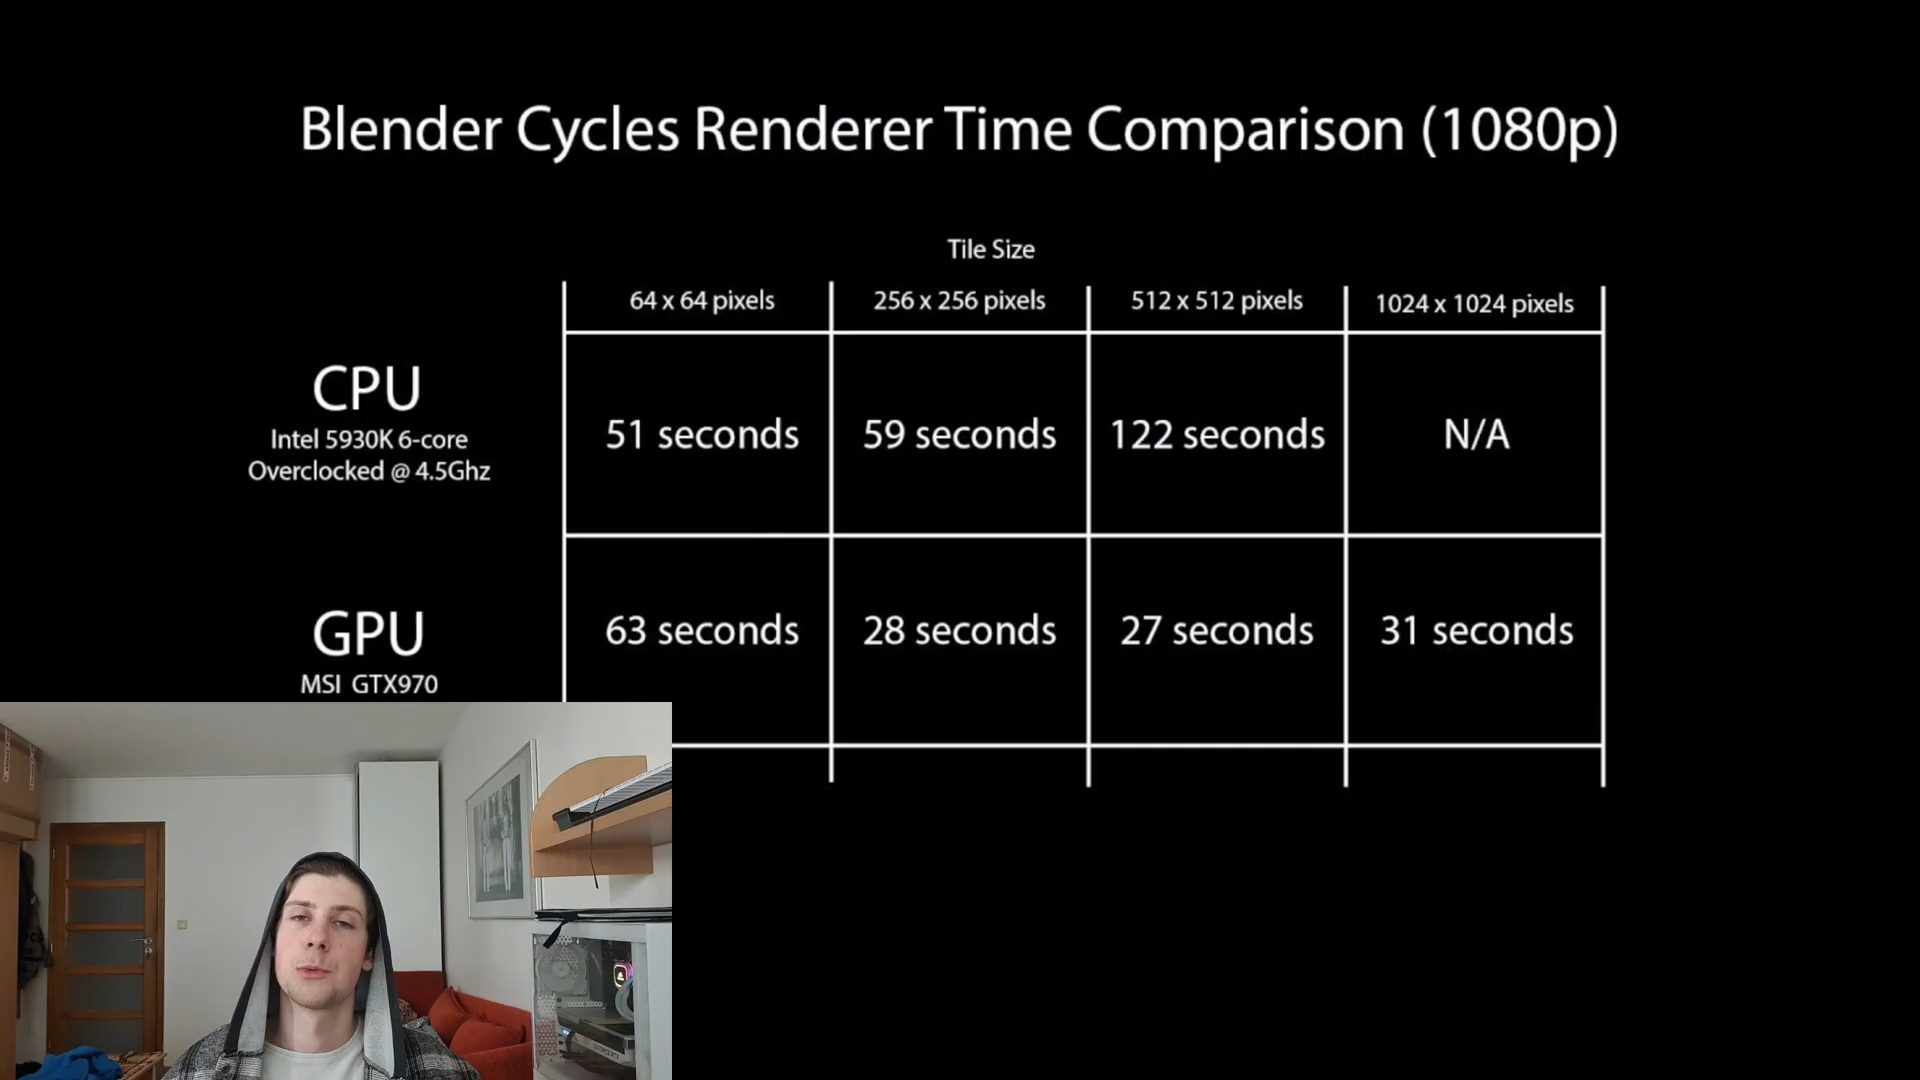 Blender Cycles Renderer Time Comparison (1080p)
Tile Size
64 x 64 pixels
256 x 256 pixels
512 x 512 pixels
1024 x 1024 pixels
CPU
Intel 5930K 6-core
Overclocked @ 4.5Ghz
51 seconds
59 seconds
122 seconds
N/A
GPU
MSI GTX970
63 seconds
28 seconds
27 seconds
31 seconds
GEFORCE RTX